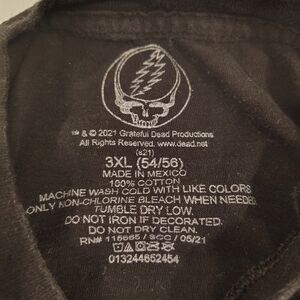 ™ & © 2021 Grateful Dead Productions
All Rights Reserved. www.dead.net
(s21)
3XL (54/56)
MADE IN MEXICO
100% COTTON
MACHINE WASH COLD WITH LIKE COLORS
ONLY NON-CHLORINE BLEACH WHEN NEEDED
TUMBLE DRY LOW.
DO NOT IRON IF DECORATED.
DO NOT DRY CLEAN.
RN# 115565 / SCC / 05/21
013244652454